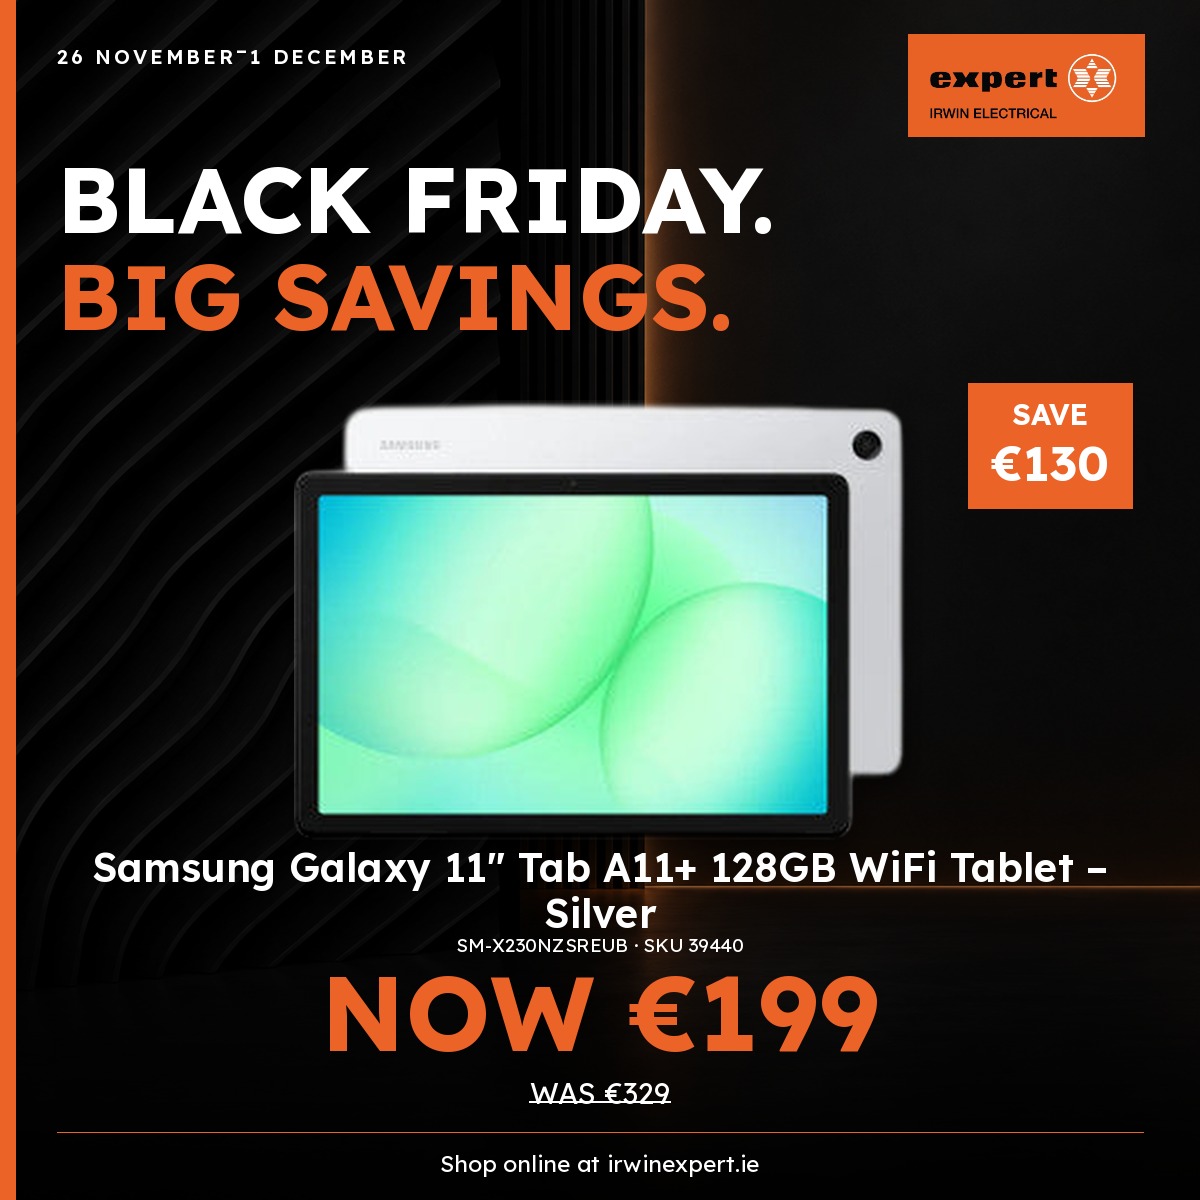 26 NOVEMBER–1 DECEMBER
expert
IRWIN ELECTRICAL
BLACK FRIDAY.
BIG SAVINGS.
SAVE
€130
SAMSUNG
Samsung Galaxy 11" Tab A11+ 128GB WiFi Tablet –
Silver
SM-X230NZSREUB · SKU 39440
NOW €199
WAS €329
Shop online at irwinexpert.ie